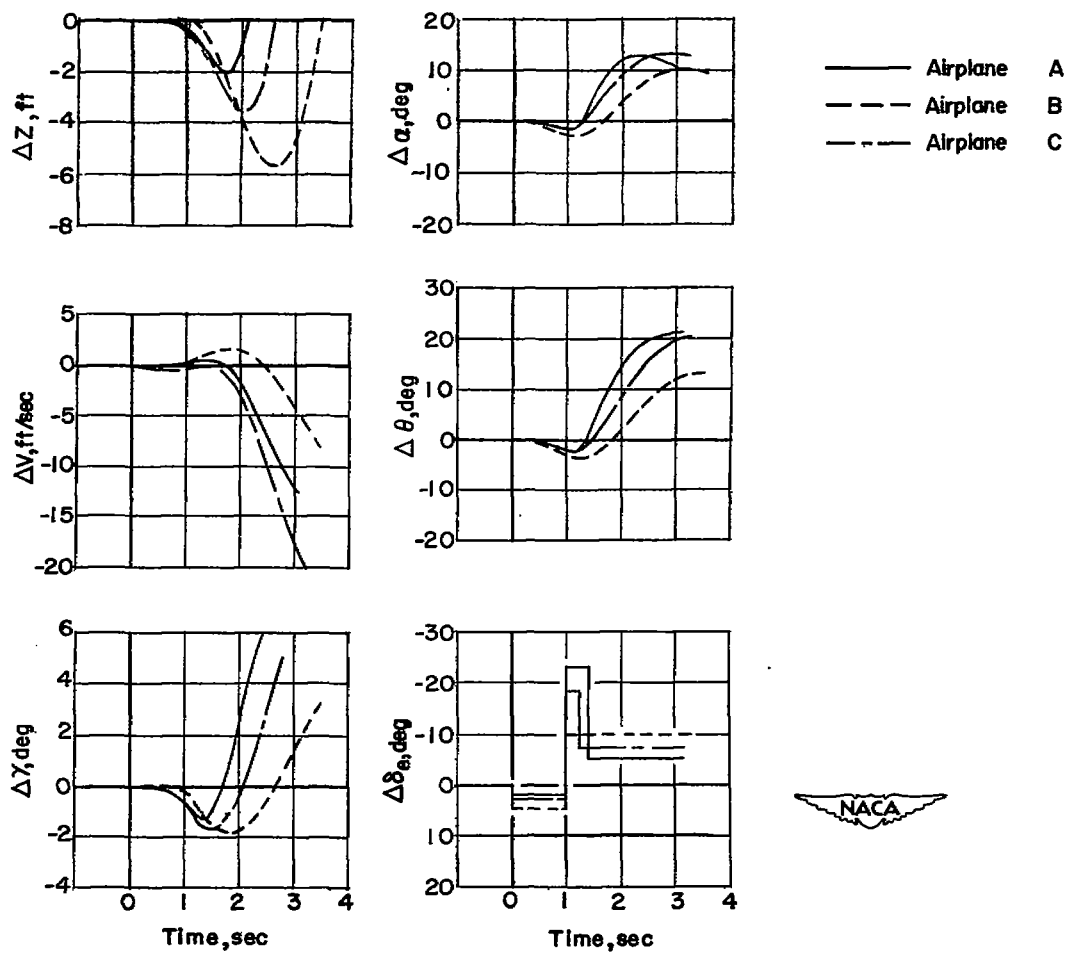 0
-2
-4
-6
-8
ΔZ, ft
20
10
0
-10
-20
Δα, deg
Airplane A
Airplane B
Airplane C
5
0
-5
-10
-15
-20
ΔV, ft/sec
30
20
10
0
-10
-20
Δθ, deg
6
4
2
0
-2
-4
Δγ, deg
0 1 2 3 4
Time, sec
-30
-20
-10
0
10
20
Δδe, deg
0 1 2 3 4
Time, sec
NACA